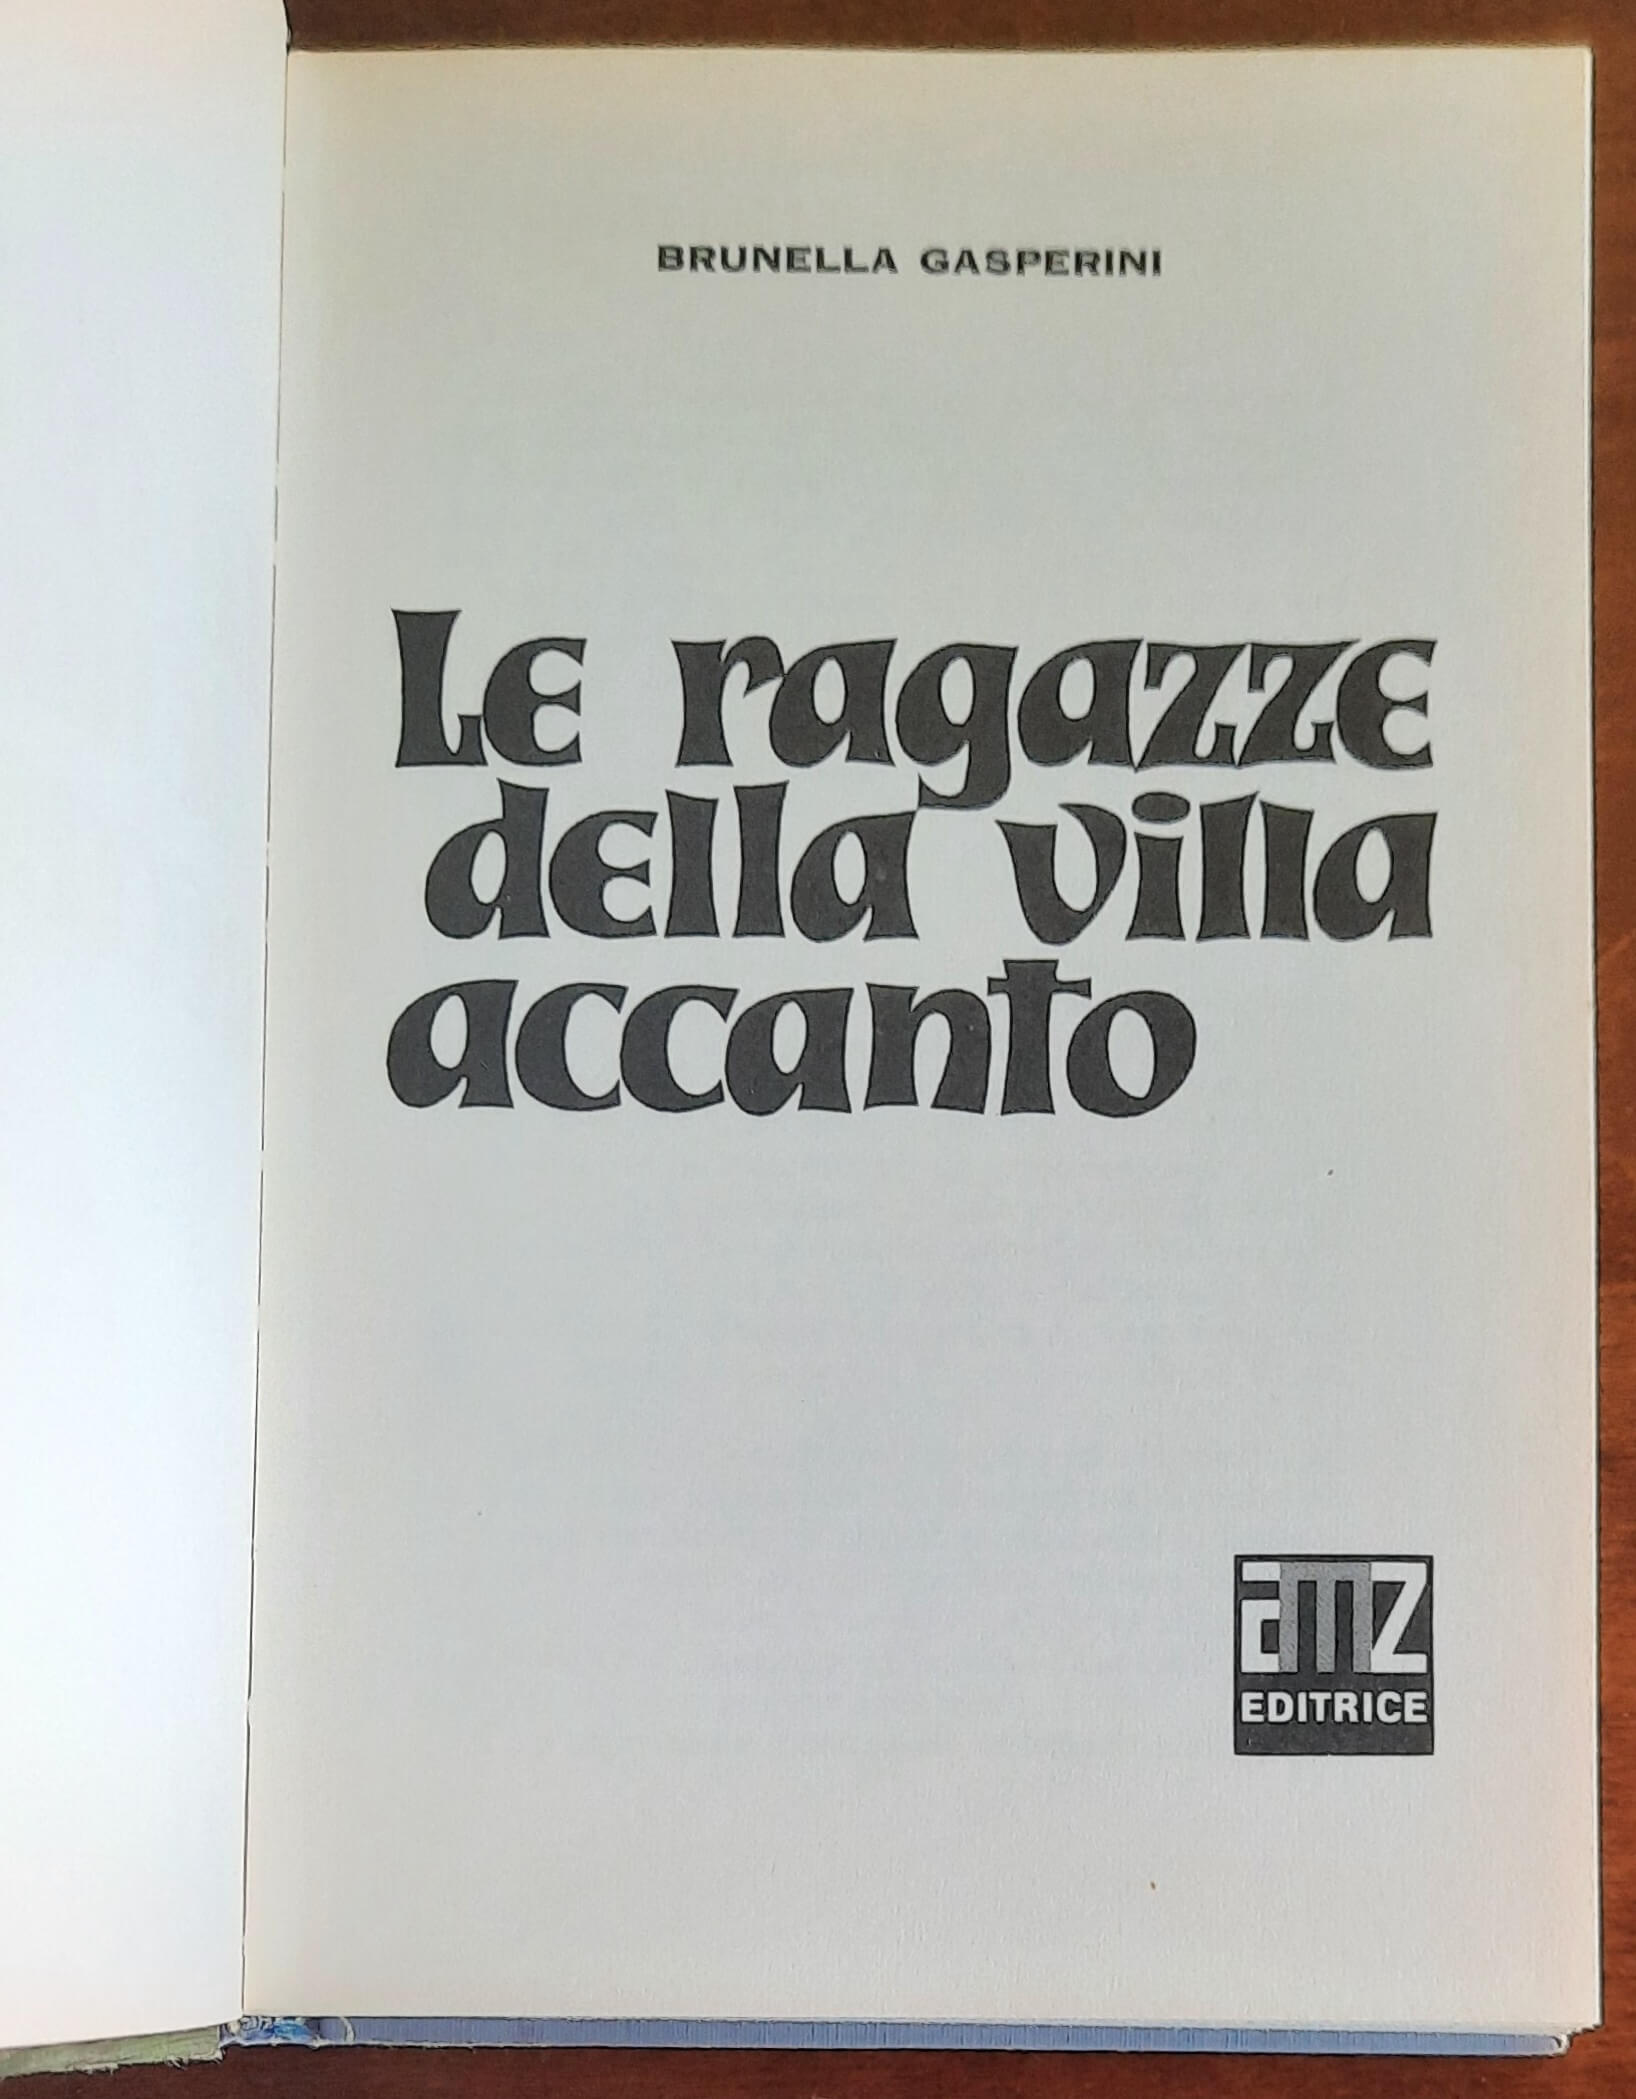 BRUNELLA GASPERINI
Le ragazze
della villa
accanto
amz
EDITRICE